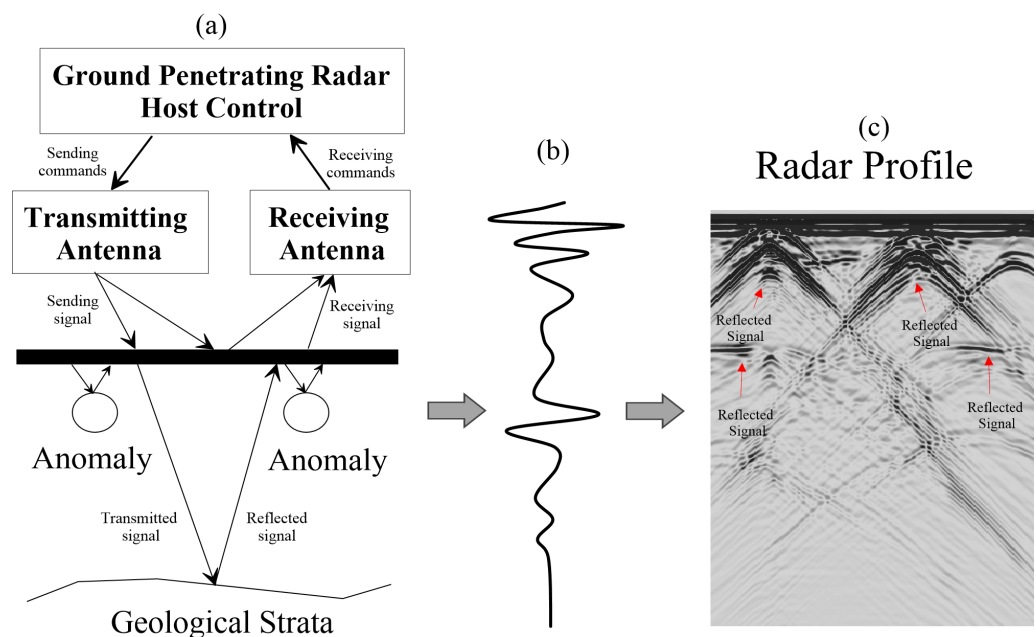 (a)
Ground Penetrating Radar
Host Control
Sending
commands
Receiving
commands
Transmitting
Antenna
Receiving
Antenna
Sending
signal
Receiving
signal
Anomaly
Anomaly
Transmitted
signal
Reflected
signal
Geological Strata
(b)
(c)
Radar Profile
Reflected
Signal
Reflected
Signal
Reflected
Signal
Reflected
Signal